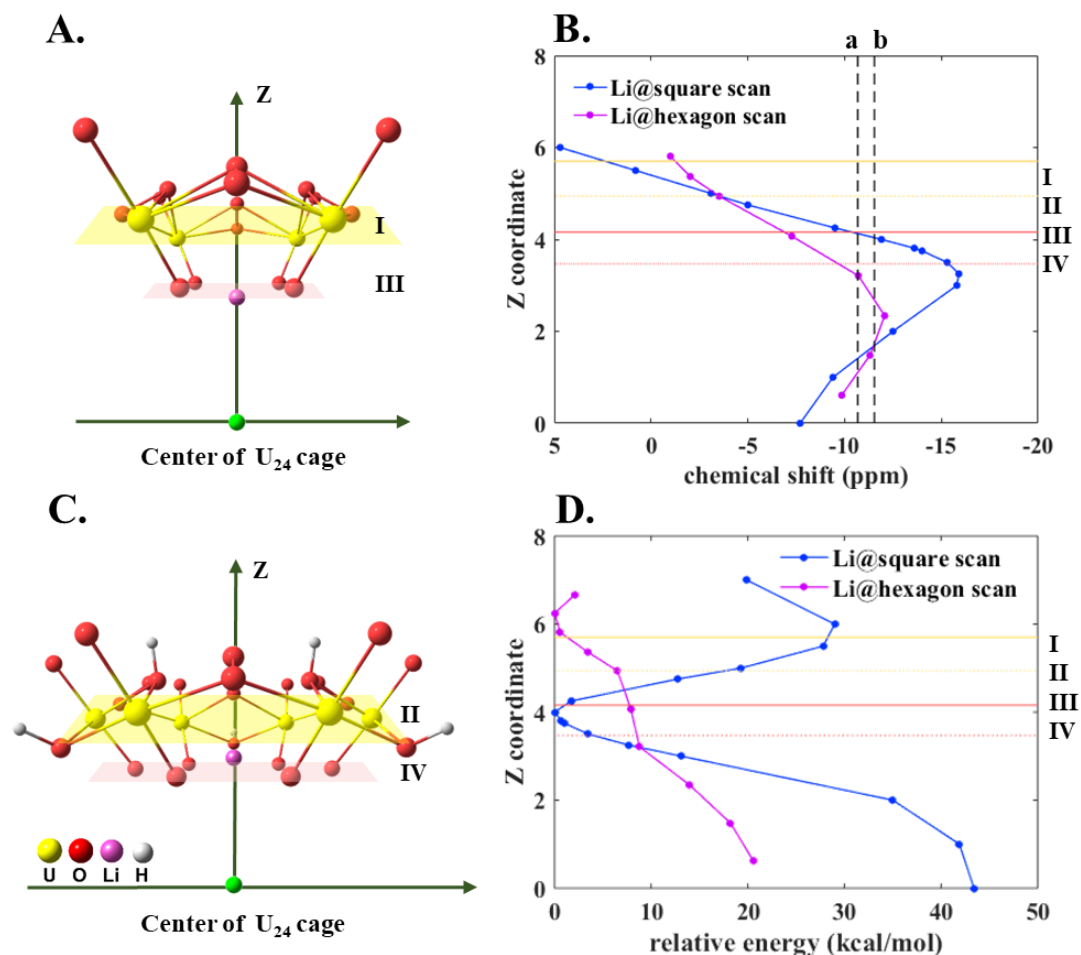 A.
Z
I
III
Center of U24 cage
B.
a b
8
Li@square scan
Li@hexagon scan
6
I
II
4
III
IV
2
0
Z coordinate
5 0 -5 -10 -15 -20
chemical shift (ppm)
C.
Z
II
IV
U O Li H
Center of U24 cage
D.
8
Li@square scan
Li@hexagon scan
6
I
II
4
III
IV
2
0
Z coordinate
0 10 20 30 40 50
relative energy (kcal/mol)